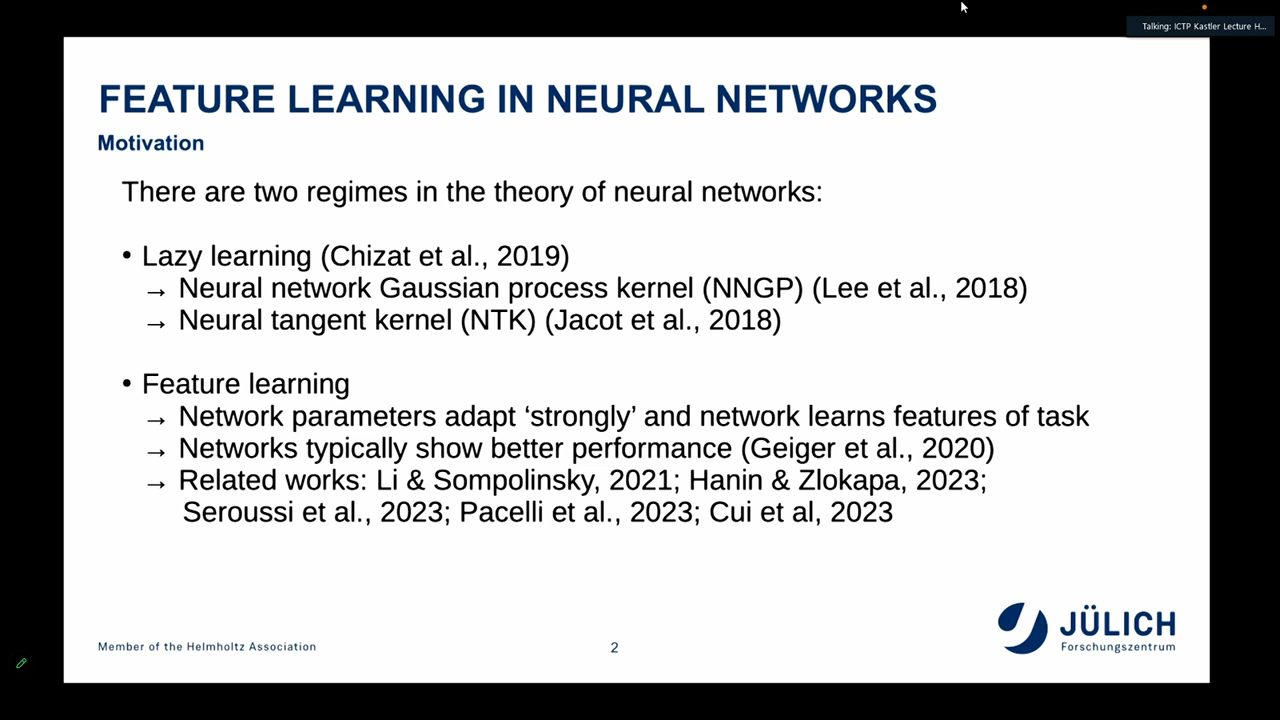 Talking: ICTP Kastler Lecture H...
FEATURE LEARNING IN NEURAL NETWORKS
Motivation
There are two regimes in the theory of neural networks:
• Lazy learning (Chizat et al., 2019)
→ Neural network Gaussian process kernel (NNGP) (Lee et al., 2018)
→ Neural tangent kernel (NTK) (Jacot et al., 2018)
• Feature learning
→ Network parameters adapt ‘strongly’ and network learns features of task
→ Networks typically show better performance (Geiger et al., 2020)
→ Related works: Li & Sompolinsky, 2021; Hanin & Zlokapa, 2023;
Seroussi et al., 2023; Pacelli et al., 2023; Cui et al, 2023
Member of the Helmholtz Association
2
JÜLICH
Forschungszentrum